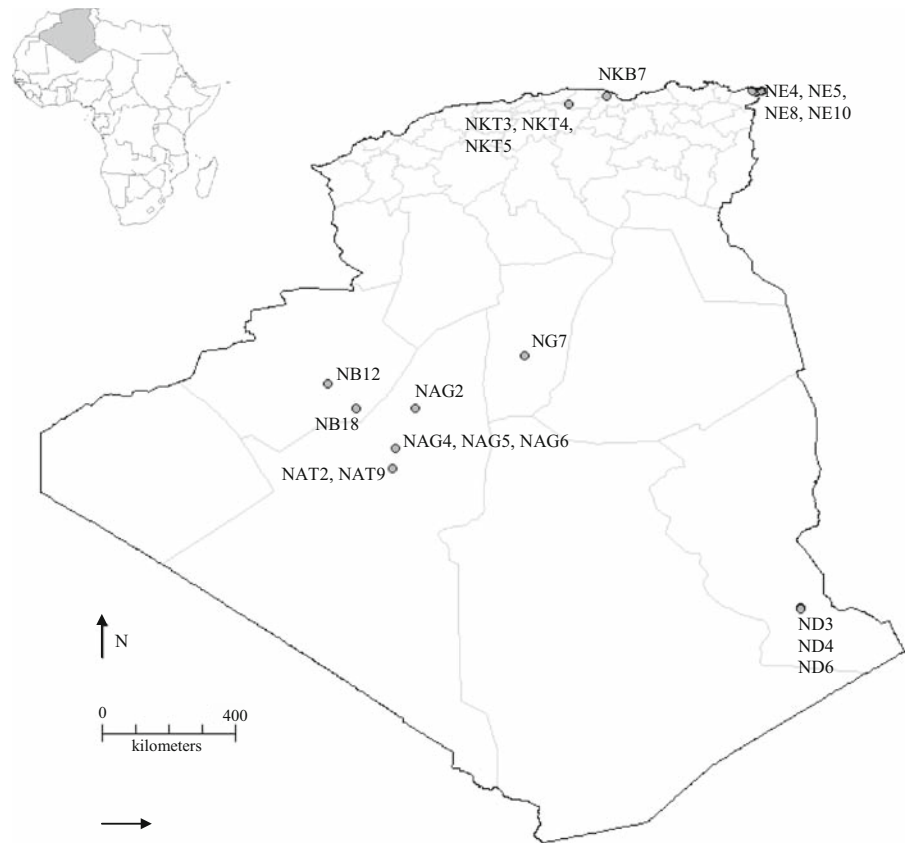 NKB7
NE4, NE5,
NE8, NE10
NKT3, NKT4,
NKT5
NG7
NB12
NAG2
NB18
NAG4, NAG5, NAG6
NAT2, NAT9
ND3
ND4
ND6
N
0 400
kilometers